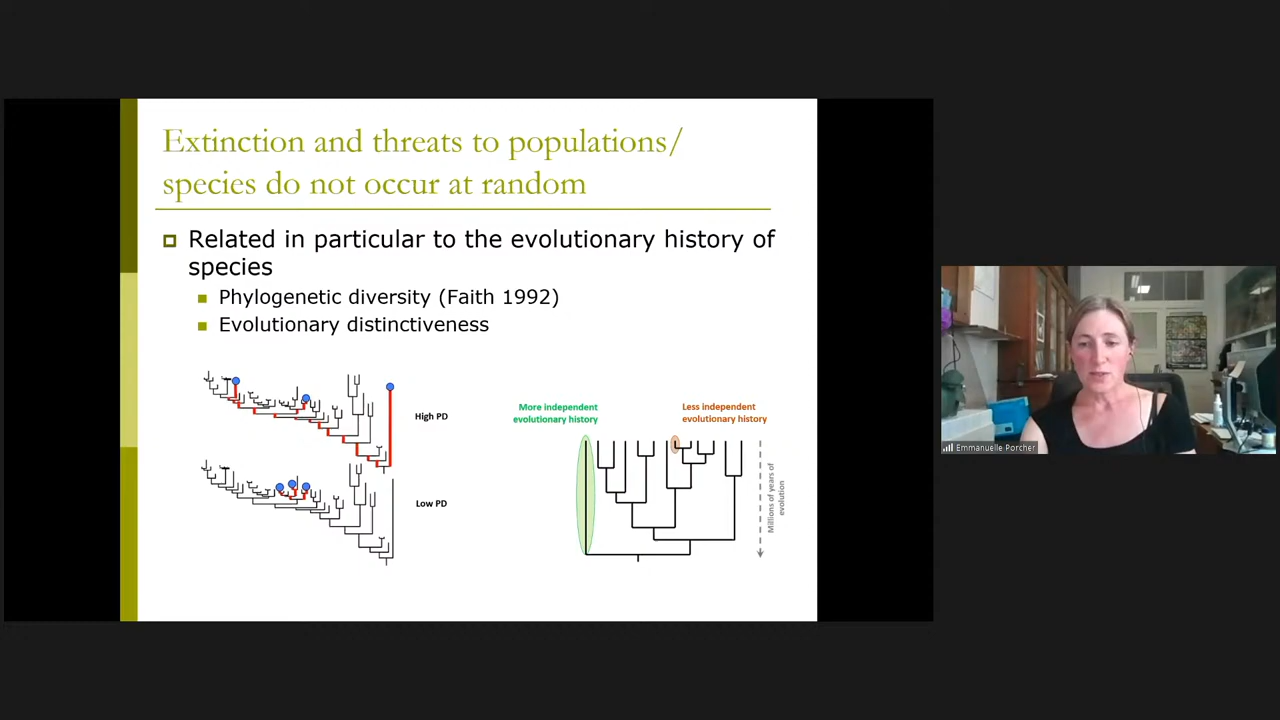 Extinction and threats to populations/
species do not occur at random
Related in particular to the evolutionary history of
species
Phylogenetic diversity (Faith 1992)
Evolutionary distinctiveness
High PD
Low PD
More independent
evolutionary history
Less independent
evolutionary history
Millions of years of
evolution
Emmanuelle Porcher